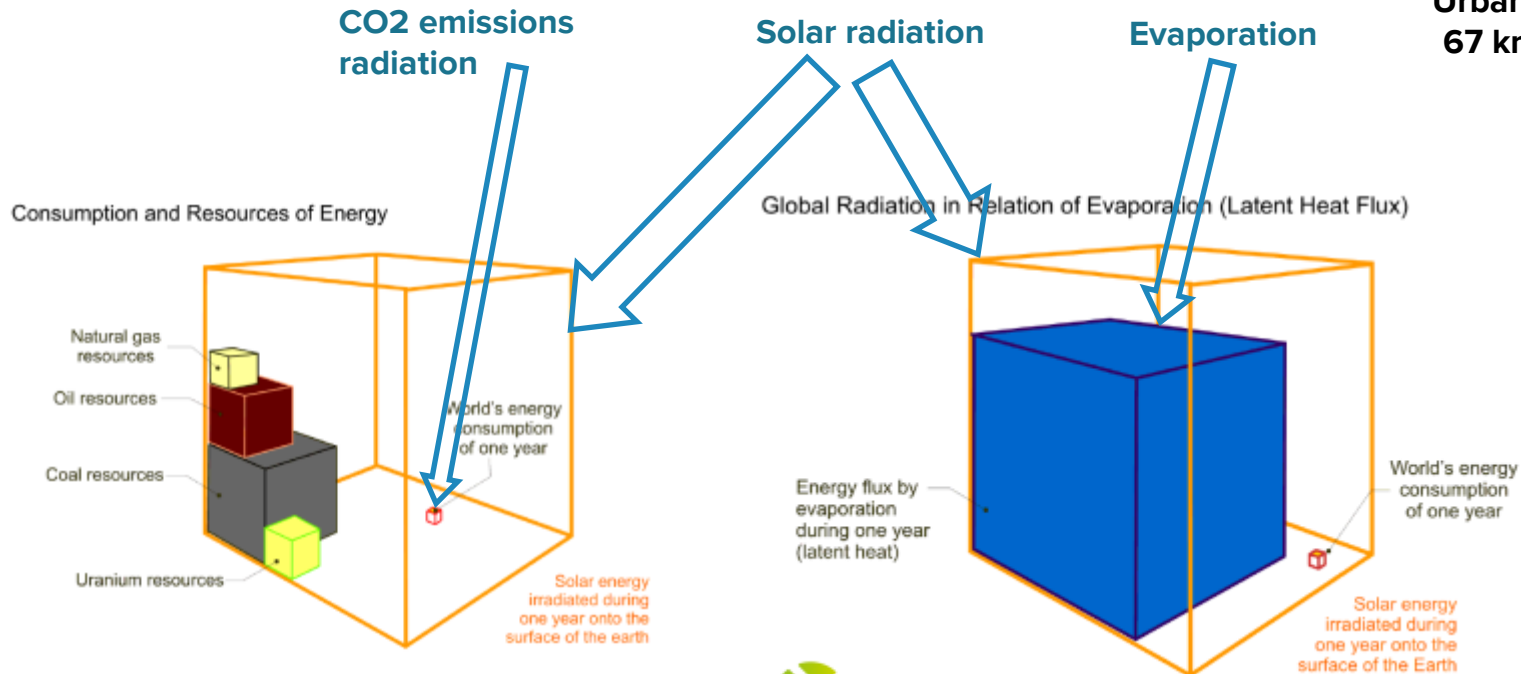 CO2 emissions
radiation
Solar radiation
Evaporation
Urban
67 km
Consumption and Resources of Energy
Natural gas
resources
Oil resources
Coal resources
Uranium resources
World's energy
consumption
of one year
Solar energy
irradiated during
one year onto the
surface of the earth
Global Radiation in Relation of Evaporation (Latent Heat Flux)
Energy flux by
evaporation
during one year
(latent heat)
World's energy
consumption
of one year
Solar energy
irradiated during
one year onto the
surface of the Earth